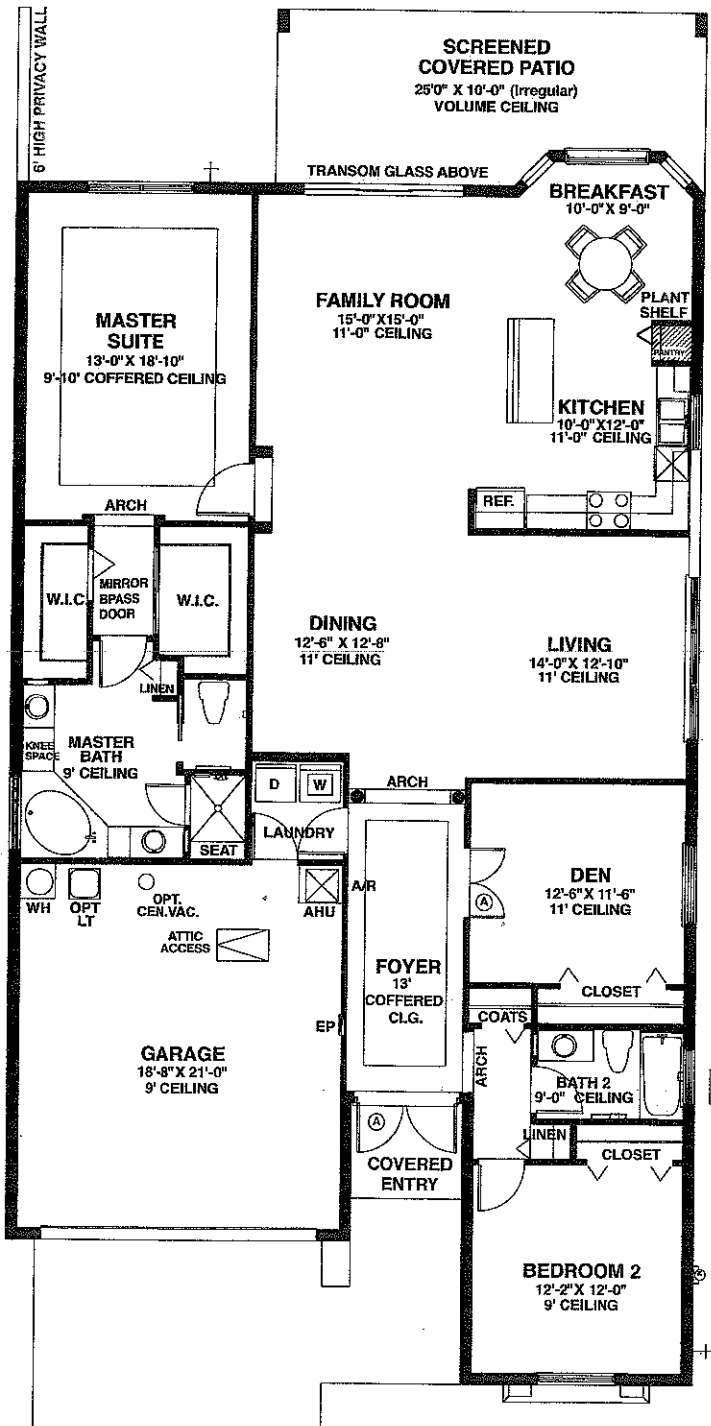 6' HIGH PRIVACY WALL
SCREENED
COVERED PATIO
25'0" X 10'-0" (Irregular)
VOLUME CEILING
TRANSOM GLASS ABOVE
BREAKFAST
10'-0"X 9'-0"
FAMILY ROOM
15'-0"X15'-0"
11'-0" CEILING
PLANT
SHELF
PANTRY
MASTER
SUITE
13'-0"X 18'-10"
9'-10' COFFERED CEILING
KITCHEN
10'-0"X12'-0"
11'-0" CEILING
REF.
ARCH
W.I.C.
MIRROR
BPASS
DOOR
W.I.C.
DINING
12'-6" X 12'-8"
11' CEILING
LIVING
14'-0"X 12'-10"
11' CEILING
LINEN
KNEE
SPACE
MASTER
BATH
9' CEILING
D
W
ARCH
LAUNDRY
SEAT
DEN
12'-6"X 11'-6"
11' CEILING
WH
OPT
LT
OPT.
CEN.VAC.
AHU
A/R
A
ATTIC
ACCESS
FOYER
13'
COFFERED
CLG.
CLOSET
COATS
EP
GARAGE
18'-8"X 21'-0"
9' CEILING
ARCH
BATH 2
9'-0" CEILING
A
LINEN
CLOSET
COVERED
ENTRY
BEDROOM 2
12'-2"X 12'-0"
9' CEILING